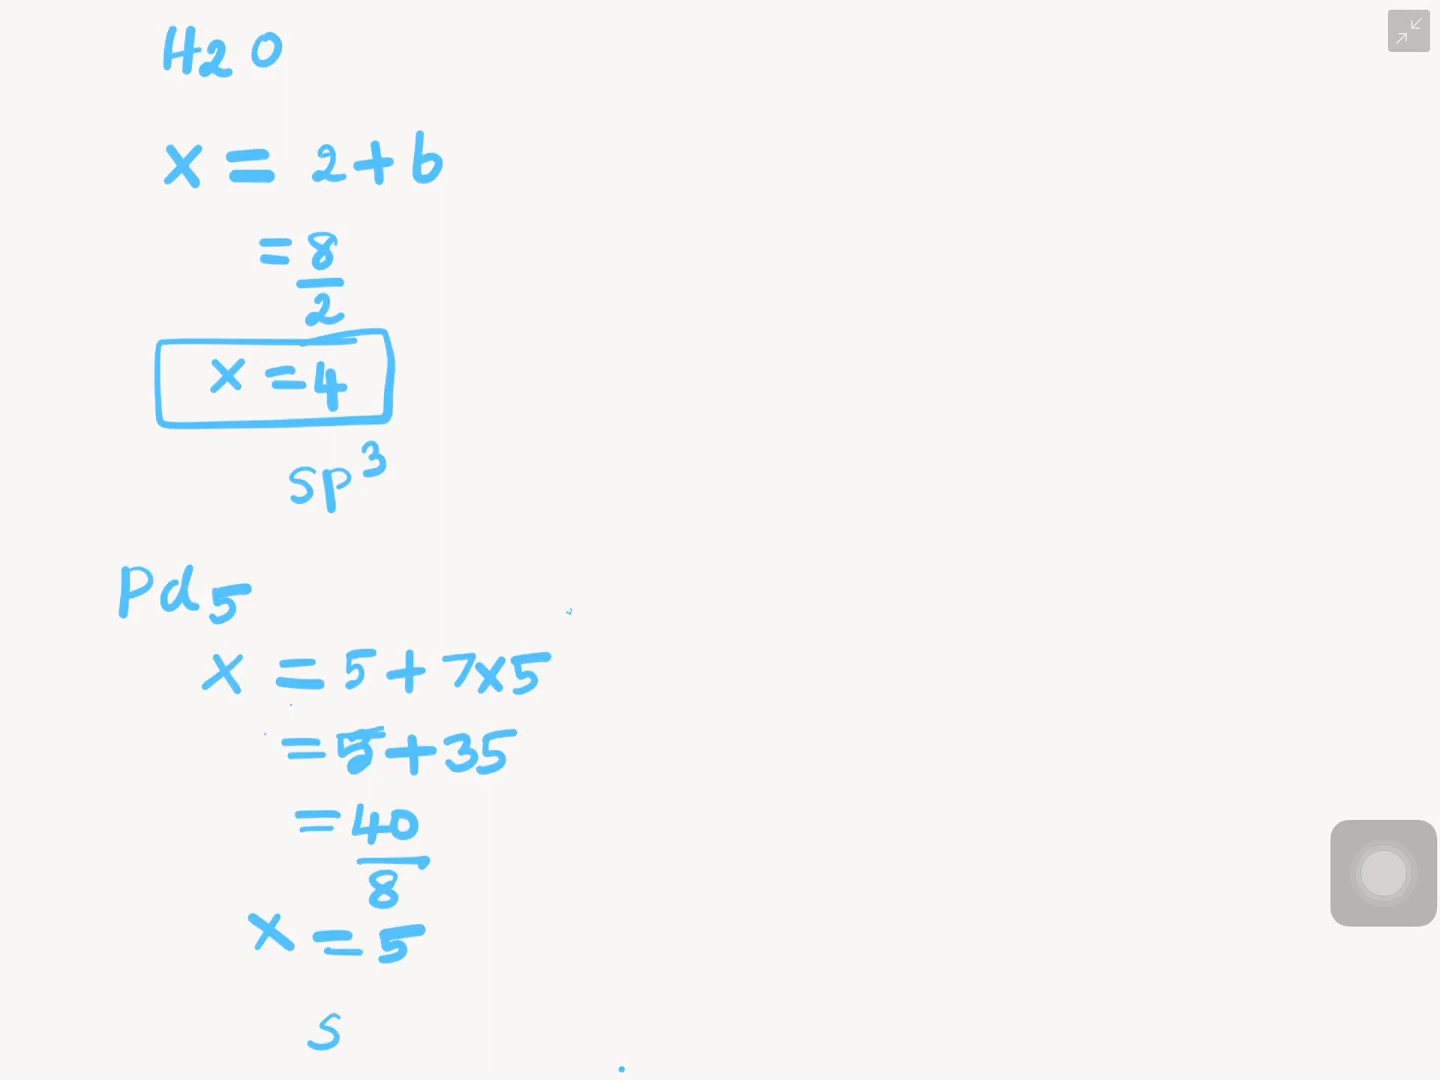 H2O
x = 2+6
= 8/2
x = 4
sp³
Pd5
x = 5+7x5
= 5+35
= 40/8
x = 5
s